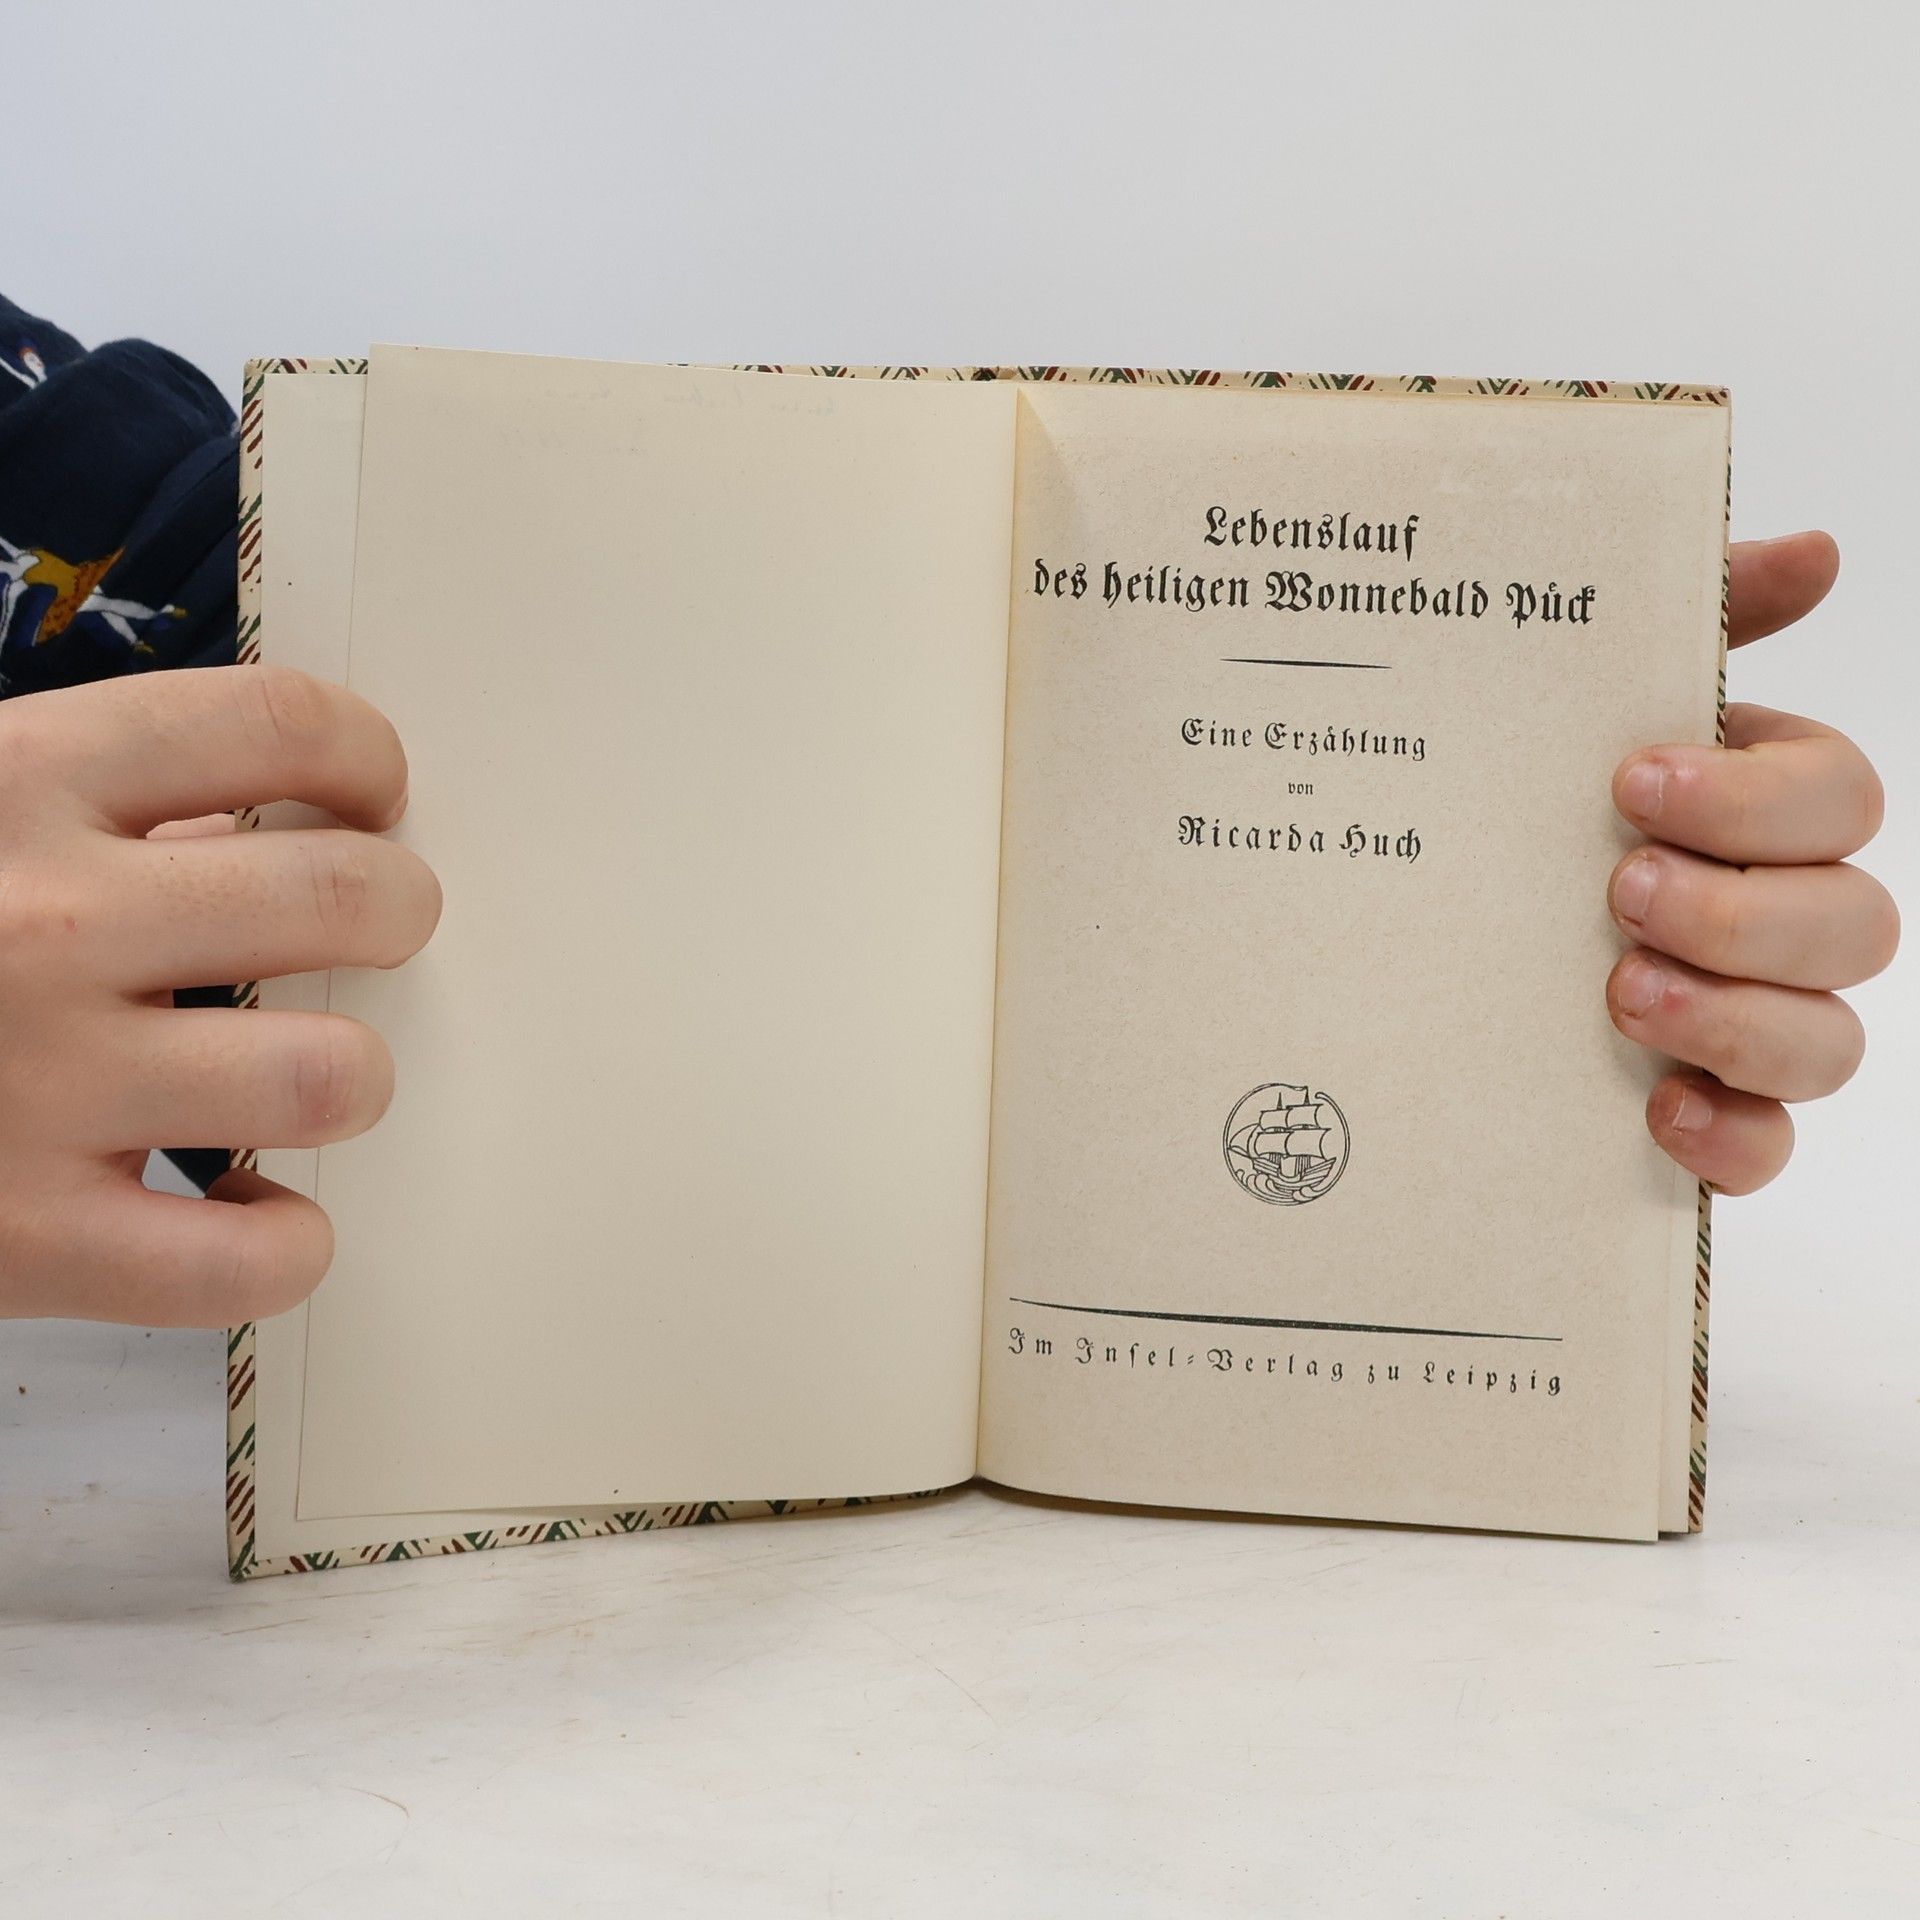 Lebenslauf
des heiligen Wonnebald Pück
Eine Erzählung
von
Ricarda Huch
Im Insel-Verlag zu Leipzig